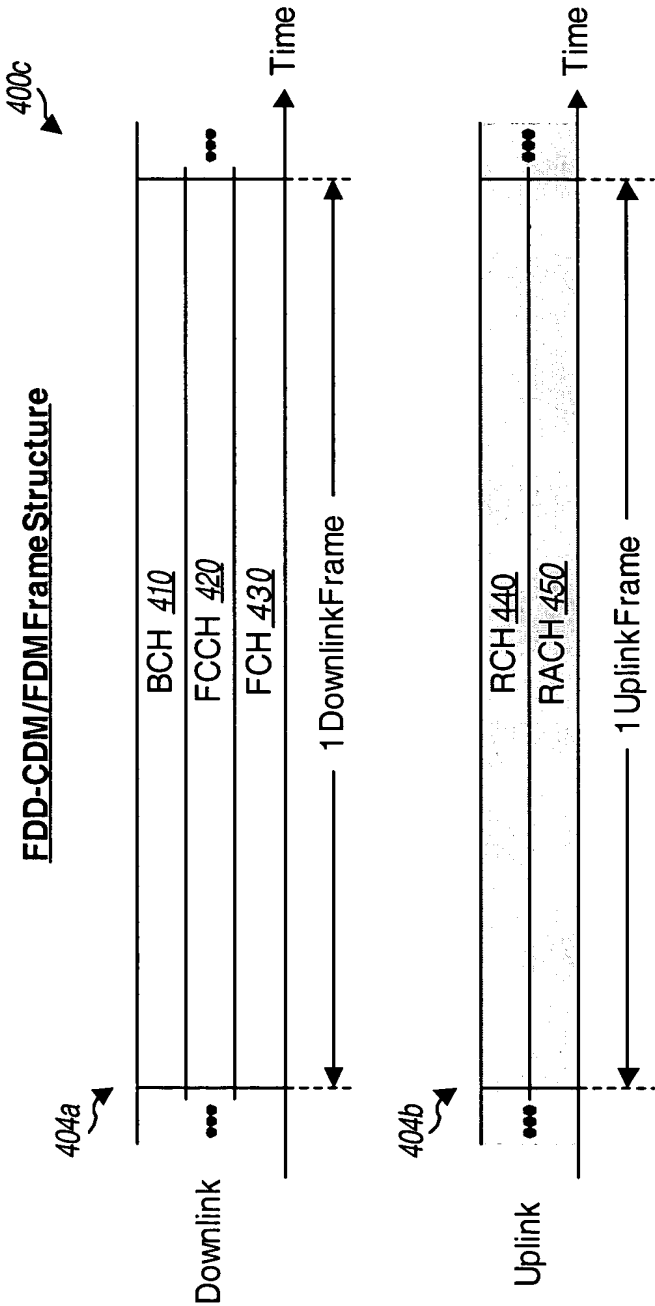 400c
FDD-CDM/FDM Frame Structure
404a
Downlink
BCH 410
FCCH 420
FCH 430
Time
1 Downlink Frame
404b
Uplink
RCH 440
RACH 450
Time
1 Uplink Frame